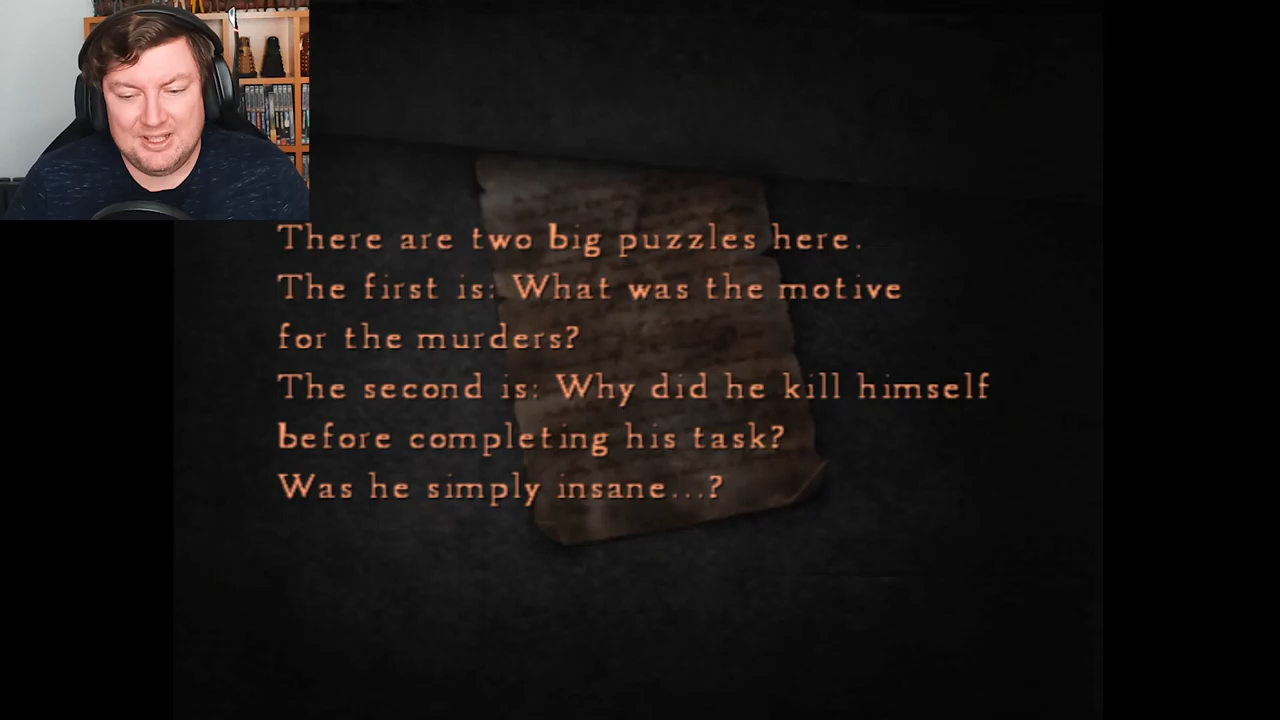 There are two big puzzles here.
The first is: What was the motive
for the murders?
The second is: Why did he kill himself
before completing his task?
Was he simply insane...?